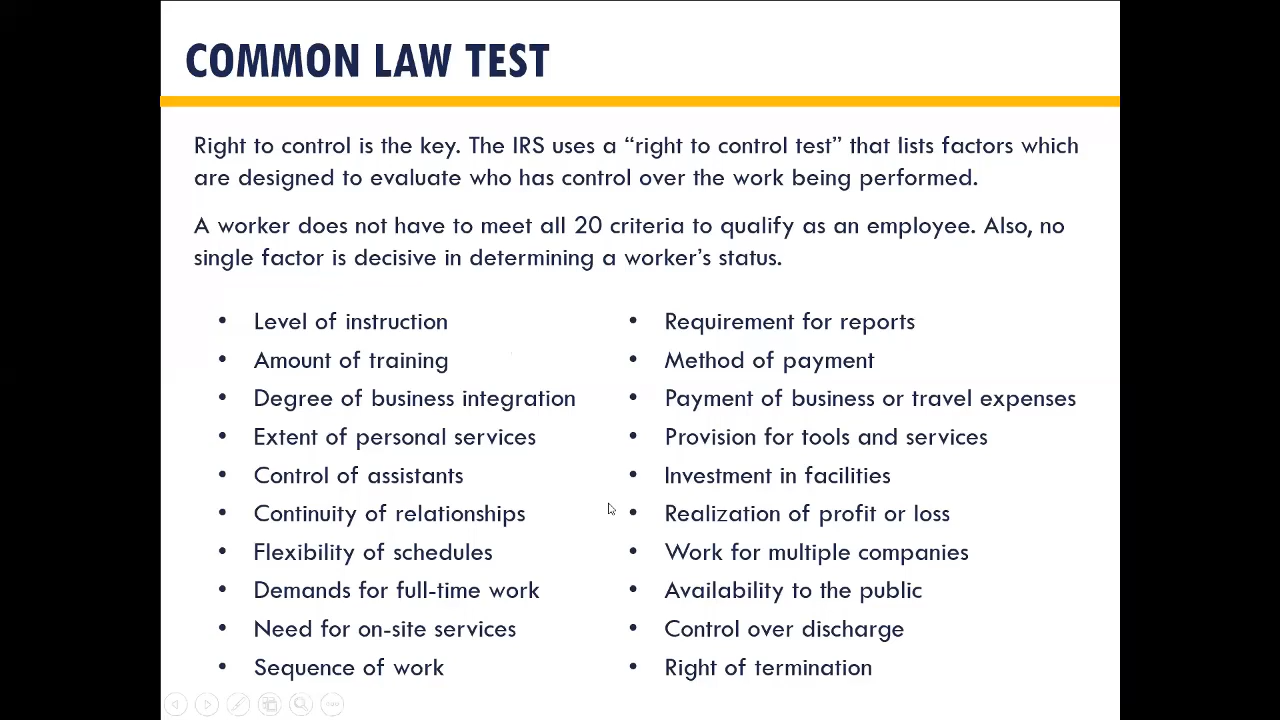 COMMON LAW TEST
Right to control is the key. The IRS uses a “right to control test” that lists factors which
are designed to evaluate who has control over the work being performed.
A worker does not have to meet all 20 criteria to qualify as an employee. Also, no
single factor is decisive in determining a worker’s status.
• Level of instruction
• Amount of training
• Degree of business integration
• Extent of personal services
• Control of assistants
• Continuity of relationships
• Flexibility of schedules
• Demands for full-time work
• Need for on-site services
• Sequence of work
• Requirement for reports
• Method of payment
• Payment of business or travel expenses
• Provision for tools and services
• Investment in facilities
• Realization of profit or loss
• Work for multiple companies
• Availability to the public
• Control over discharge
• Right of termination